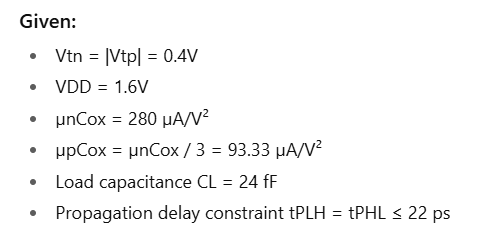 Given:
• Vtn = |Vtp| = 0.4V
• VDD = 1.6V
• μnCox = 280 μA/V²
• μpCox = μnCox / 3 = 93.33 μA/V²
• Load capacitance CL = 24 fF
• Propagation delay constraint tPLH = tPHL ≤ 22 ps